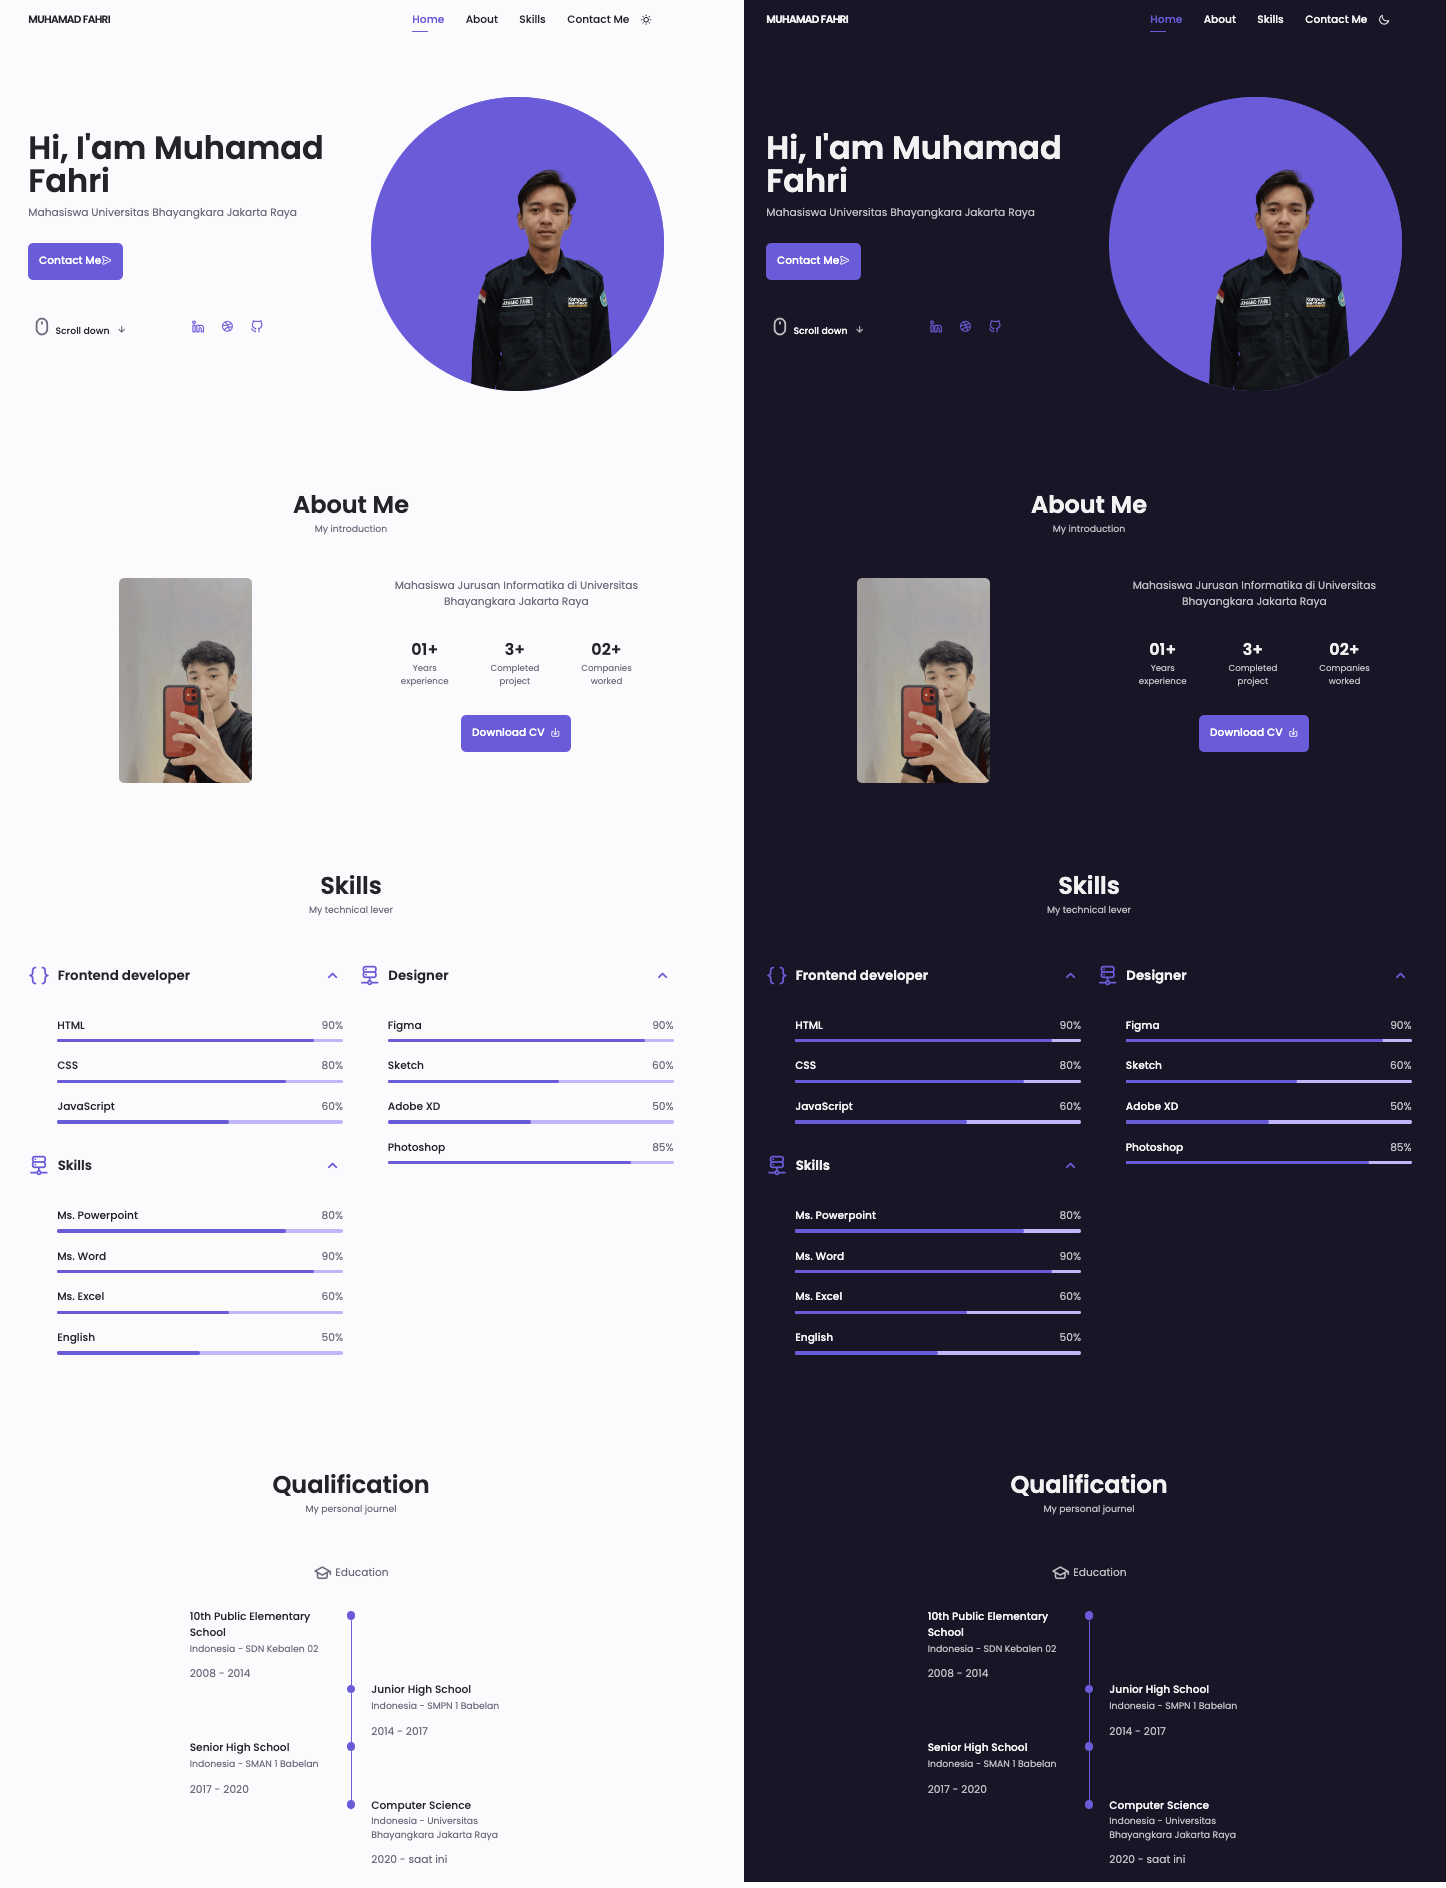 MUHAMAD FAHRI
Home About Skills Contact Me
Hi, I'am Muhamad
Fahri
Mahasiswa Universitas Bhayangkara Jakarta Raya
Contact Me
Scroll down
About Me
My introduction
Mahasiswa Jurusan Informatika di Universitas
Bhayangkara Jakarta Raya
01+ 3+ 02+
Years Completed Companies
experience project worked
Download CV
Skills
My technical lever
Frontend developer
HTML 90%
CSS 80%
JavaScript 60%
Skills
Ms. Powerpoint 80%
Ms. Word 90%
Ms. Excel 60%
English 50%
Designer
Figma 90%
Sketch 60%
Adobe XD 50%
Photoshop 85%
Qualification
My personal journel
Education
10th Public Elementary
School
Indonesia - SDN Kebalen 02
2008 - 2014
Junior High School
Indonesia - SMPN 1 Babelan
2014 - 2017
Senior High School
Indonesia - SMAN 1 Babelan
2017 - 2020
Computer Science
Indonesia - Universitas
Bhayangkara Jakarta Raya
2020 - saat ini
MUHAMAD FAHRI
Home About Skills Contact Me
Hi, I'am Muhamad
Fahri
Mahasiswa Universitas Bhayangkara Jakarta Raya
Contact Me
Scroll down
About Me
My introduction
Mahasiswa Jurusan Informatika di Universitas
Bhayangkara Jakarta Raya
01+ 3+ 02+
Years Completed Companies
experience project worked
Download CV
Skills
My technical lever
Frontend developer
HTML 90%
CSS 80%
JavaScript 60%
Skills
Ms. Powerpoint 80%
Ms. Word 90%
Ms. Excel 60%
English 50%
Designer
Figma 90%
Sketch 60%
Adobe XD 50%
Photoshop 85%
Qualification
My personal journel
Education
10th Public Elementary
School
Indonesia - SDN Kebalen 02
2008 - 2014
Junior High School
Indonesia - SMPN 1 Babelan
2014 - 2017
Senior High School
Indonesia - SMAN 1 Babelan
2017 - 2020
Computer Science
Indonesia - Universitas
Bhayangkara Jakarta Raya
2020 - saat ini